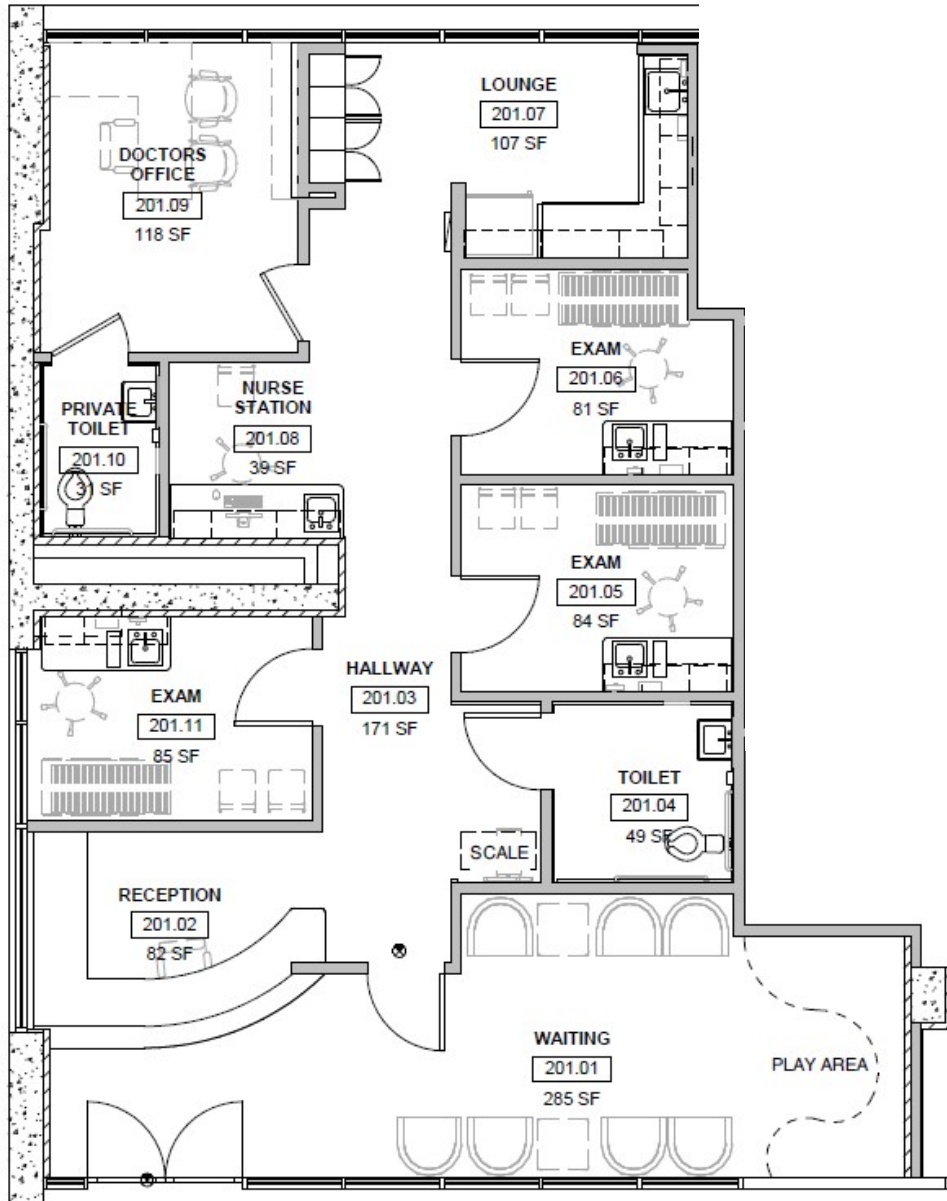 LOUNGE
201.07
107 SF
DOCTORS
OFFICE
201.09
118 SF
EXAM
201.06
81 SF
NURSE
STATION
201.08
39 SF
PRIVATE
TOILET
201.10
31 SF
EXAM
201.05
84 SF
HALLWAY
201.03
171 SF
EXAM
201.11
85 SF
TOILET
201.04
49 SF
SCALE
RECEPTION
201.02
82 SF
WAITING
201.01
285 SF
PLAY AREA